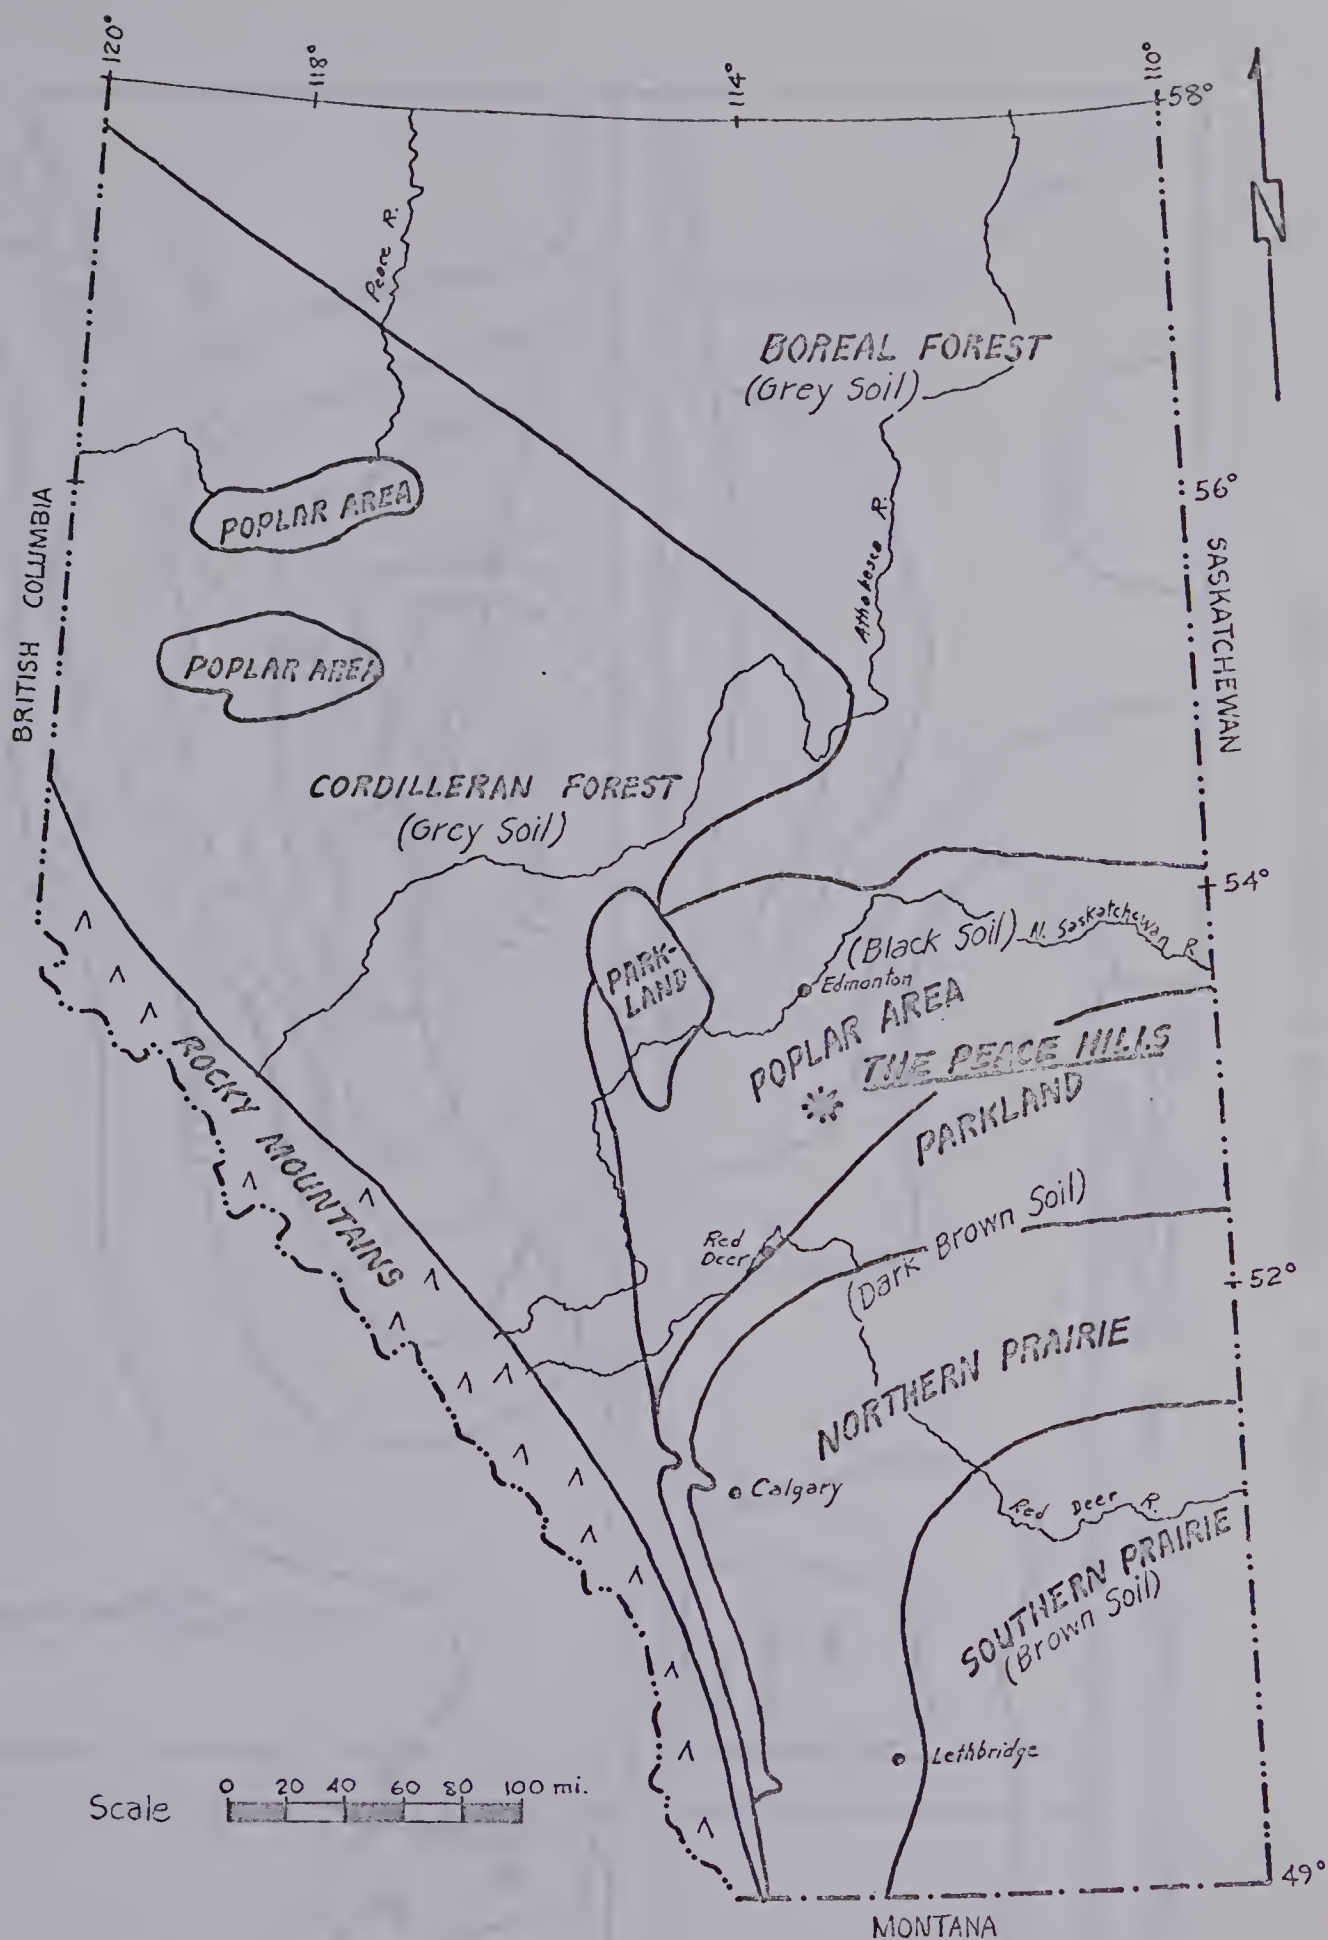 120°
118°
114°
110°
58°
Peace R.
BOREAL FOREST
(Grey Soil)
56°
POPLAR AREA
Athabasca R.
BRITISH COLUMBIA
SASKATCHEWAN
POPLAR AREA
CORDILLERAN FOREST
(Grey Soil)
54°
(Black Soil)
N. Saskatchewan R.
PARK-
LAND
Edmonton
POPLAR AREA
THE PEACE HILLS
PARKLAND
ROCKY MOUNTAINS
Red
Deer
(Dark Brown Soil)
52°
NORTHERN PRAIRIE
Calgary
Red Deer R.
SOUTHERN PRAIRIE
(Brown Soil)
Lethbridge
Scale
0 20 40 60 80 100 mi.
49°
MONTANA
N